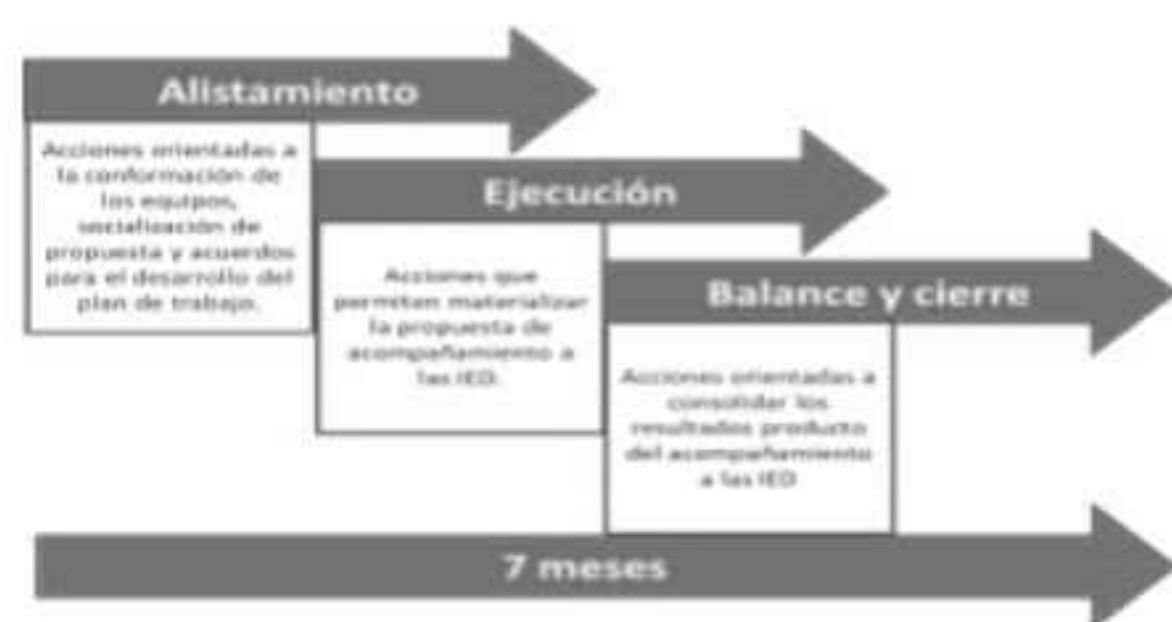 Alistamiento
Acciones orientadas a
la conformación de
los equipos,
socialización de
propuesta y acuerdos
para el desarrollo del
plan de trabajo.
Ejecución
Acciones que
permitan materializar
la propuesta de
acompañamiento a
las IED.
Balance y cierre
Acciones orientadas a
consolidar los
resultados producto
del acompañamiento
a las IED
7 meses